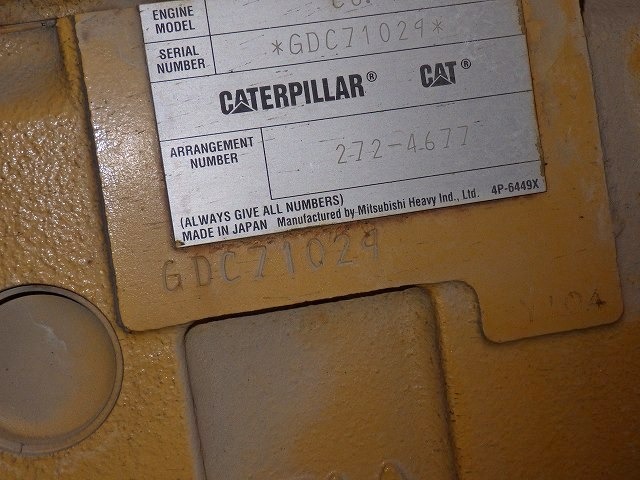 ENGINE
MODEL
SERIAL
NUMBER
*GDC71029*
CATERPILLAR® CAT®
ARRANGEMENT
NUMBER
272-4677
(ALWAYS GIVE ALL NUMBERS)
MADE IN JAPAN Manufactured by Mitsubishi Heavy Ind., Ltd. 4P-6449X
GDC71029